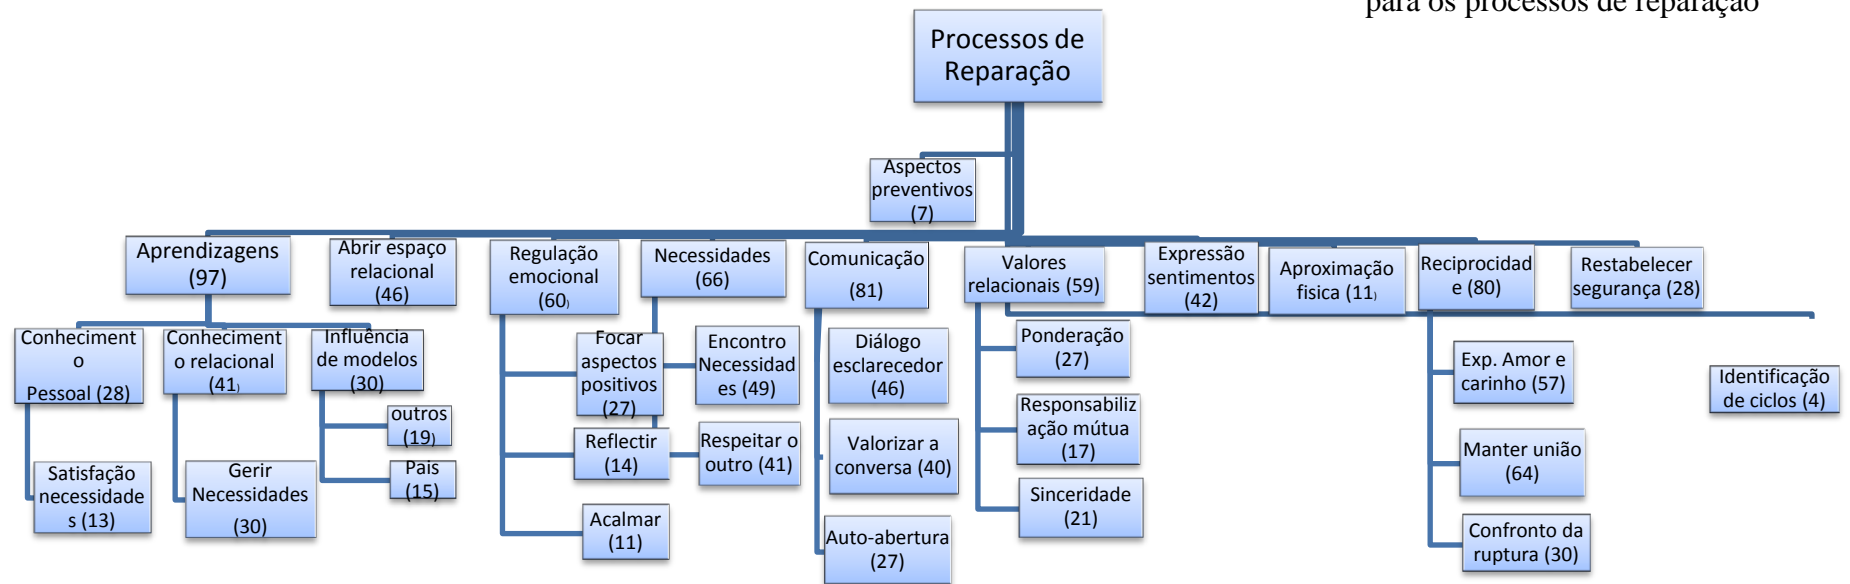 para os processos de reparação
Processos de
Reparação
Aspectos
preventivos
(7)
Aprendizagens
(97)
Abrir espaço
relacional
(46)
Regulação
emocional
(60)
Necessidades
(66)
Comunicação
(81)
Valores
relacionais (59)
Expressão
sentimentos
(42)
Aproximação
fisica (11)
Reciprocidad
e (80)
Restabelecer
segurança (28)
Conheciment
o
Pessoal (28)
Conheciment
o relacional
(41)
Influência
de modelos
(30)
outros
(19)
Pais
(15)
Satisfação
necessidade
s (13)
Gerir
Necessidades
(30)
Focar
aspectos
positivos
(27)
Reflectir
(14)
Acalmar
(11)
Encontro
Necessidad
es (49)
Respeitar o
outro (41)
Diálogo
esclarecedor
(46)
Valorizar a
conversa (40)
Auto-abertura
(27)
Ponderação
(27)
Responsabiliz
ação mútua
(17)
Sinceridade
(21)
Exp. Amor e
carinho (57)
Manter união
(64)
Confronto da
ruptura (30)
Identificação
de ciclos (4)